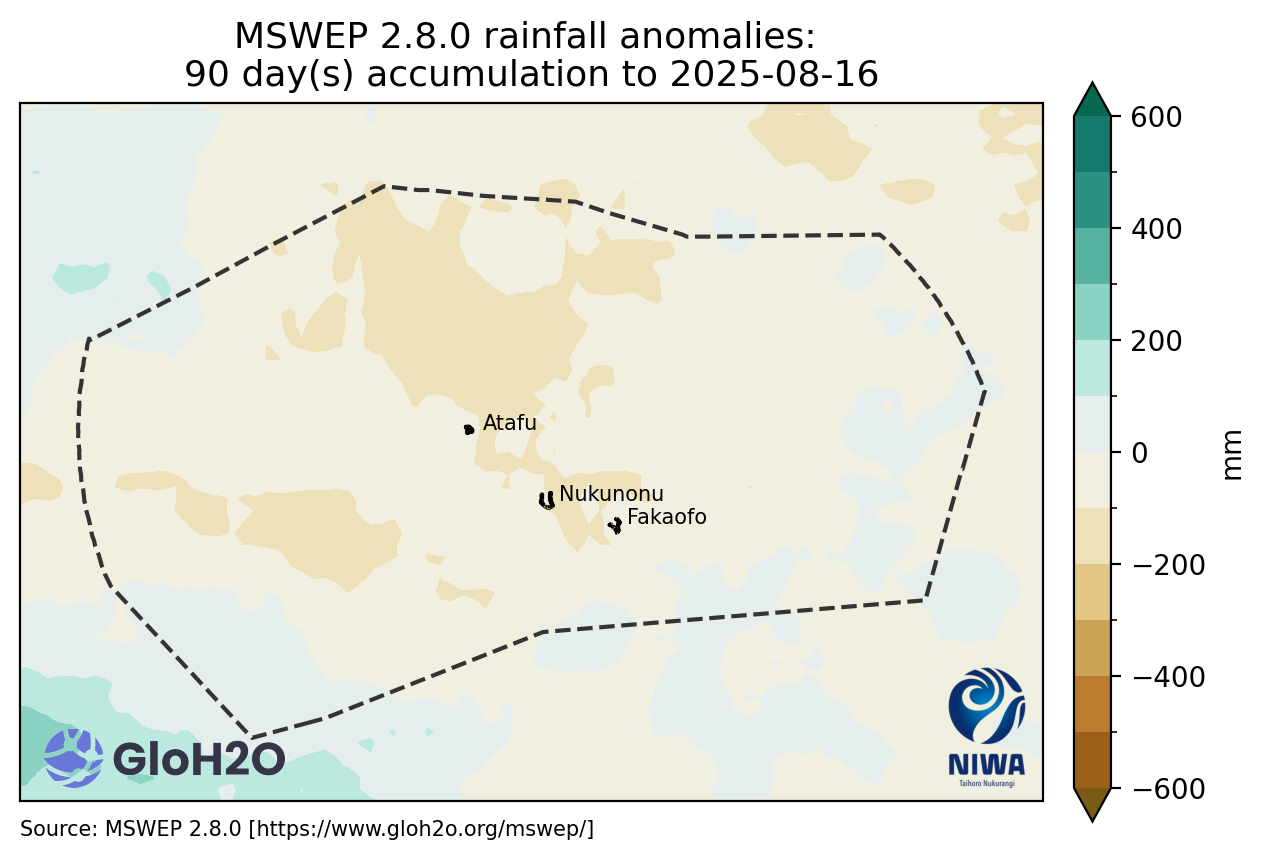 MSWEP 2.8.0 rainfall anomalies:
90 day(s) accumulation to 2025-08-16
600
400
200
0
−200
−400
−600
mm
Atafu
Nukunonu
Fakaofo
GloH2O
NIWA
Taihoro Nukurangi
Source: MSWEP 2.8.0 [https://www.gloh2o.org/mswep/]